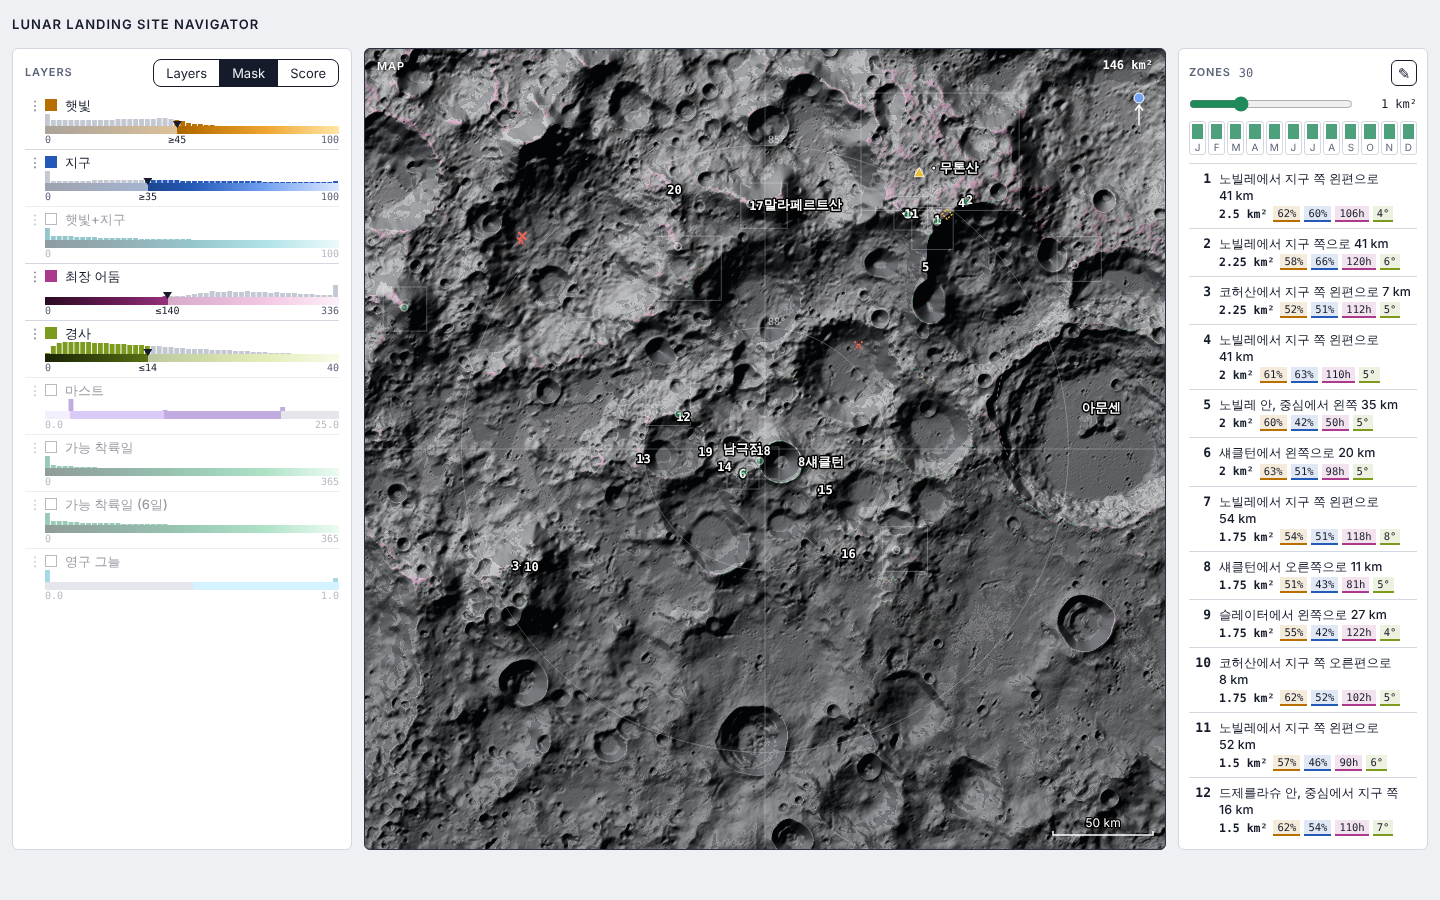 LUNAR LANDING SITE NAVIGATOR
LAYERS
Layers Mask Score
햇빛
0 ≥45 100
지구
0 ≥35 100
햇빛+지구
0 100
최장 어둠
0 ≤140 336
경사
0 ≤14 40
마스트
0.0 25.0
가능 착륙일
0 365
가능 착륙일 (6일)
0 365
영구 그늘
0.0 1.0
MAP
146 km²
85°
무톤산
20
17 말라페르트산
4 2
11 1
5
88°
12
아문센
13
19 남극점 18
14 6
8 섀클턴
15
16
3 10
50 km
ZONES 30
✎
1 km²
J F M A M J J A S O N D
1 노빌레에서 지구 쪽 왼편으로
41 km
2.5 km² 62% 60% 106h 4°
2 노빌레에서 지구 쪽으로 41 km
2.25 km² 58% 66% 120h 6°
3 코허산에서 지구 쪽 왼편으로 7 km
2.25 km² 52% 51% 112h 5°
4 노빌레에서 지구 쪽 왼편으로
41 km
2 km² 61% 63% 110h 5°
5 노빌레 안, 중심에서 왼쪽 35 km
2 km² 60% 42% 50h 5°
6 섀클턴에서 왼쪽으로 20 km
2 km² 63% 51% 98h 5°
7 노빌레에서 지구 쪽 왼편으로
54 km
1.75 km² 54% 51% 118h 8°
8 섀클턴에서 오른쪽으로 11 km
1.75 km² 51% 43% 81h 5°
9 슬레이터에서 왼쪽으로 27 km
1.75 km² 55% 42% 122h 4°
10 코허산에서 지구 쪽 오른편으로
8 km
1.75 km² 62% 52% 102h 7°
11 노빌레에서 지구 쪽 왼편으로
52 km
1.5 km² 57% 46% 90h 6°
12 드제를라슈 안, 중심에서 지구 쪽
16 km
1.5 km² 62% 54% 110h 7°